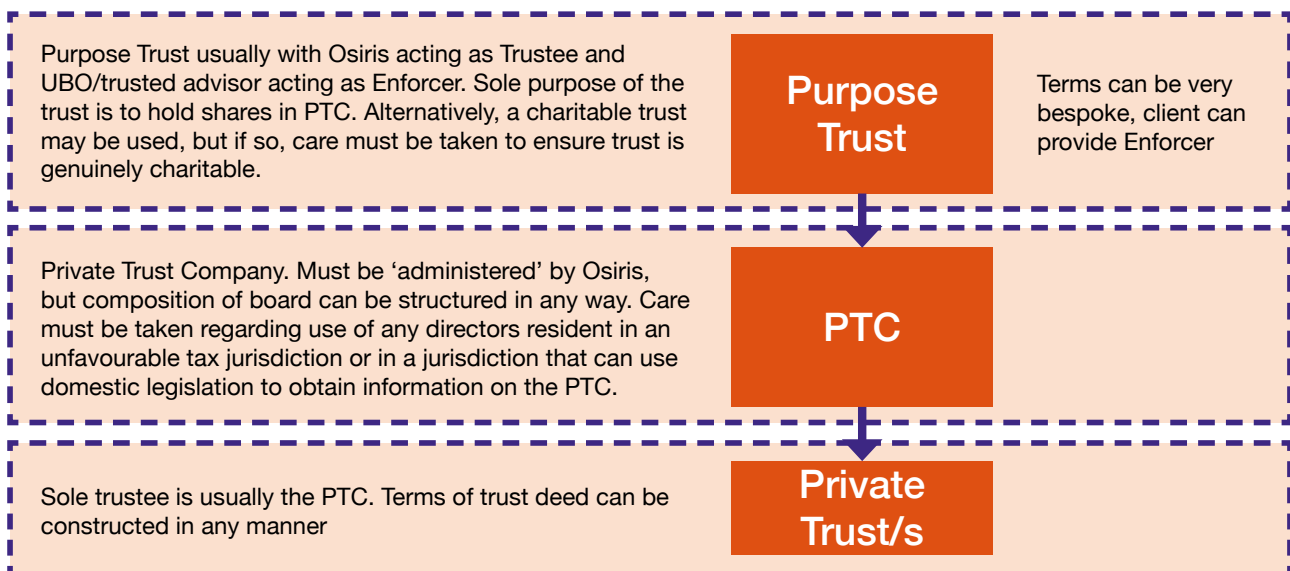 Purpose Trust usually with Osiris acting as Trustee and
UBO/trusted advisor acting as Enforcer. Sole purpose of the
trust is to hold shares in PTC. Alternatively, a charitable trust
may be used, but if so, care must be taken to ensure trust is
genuinely charitable.
Purpose
Trust
Terms can be very
bespoke, client can
provide Enforcer
Private Trust Company. Must be ‘administered’ by Osiris,
but composition of board can be structured in any way. Care
must be taken regarding use of any directors resident in an
unfavourable tax jurisdiction or in a jurisdiction that can use
domestic legislation to obtain information on the PTC.
PTC
Sole trustee is usually the PTC. Terms of trust deed can be
constructed in any manner
Private
Trust/s